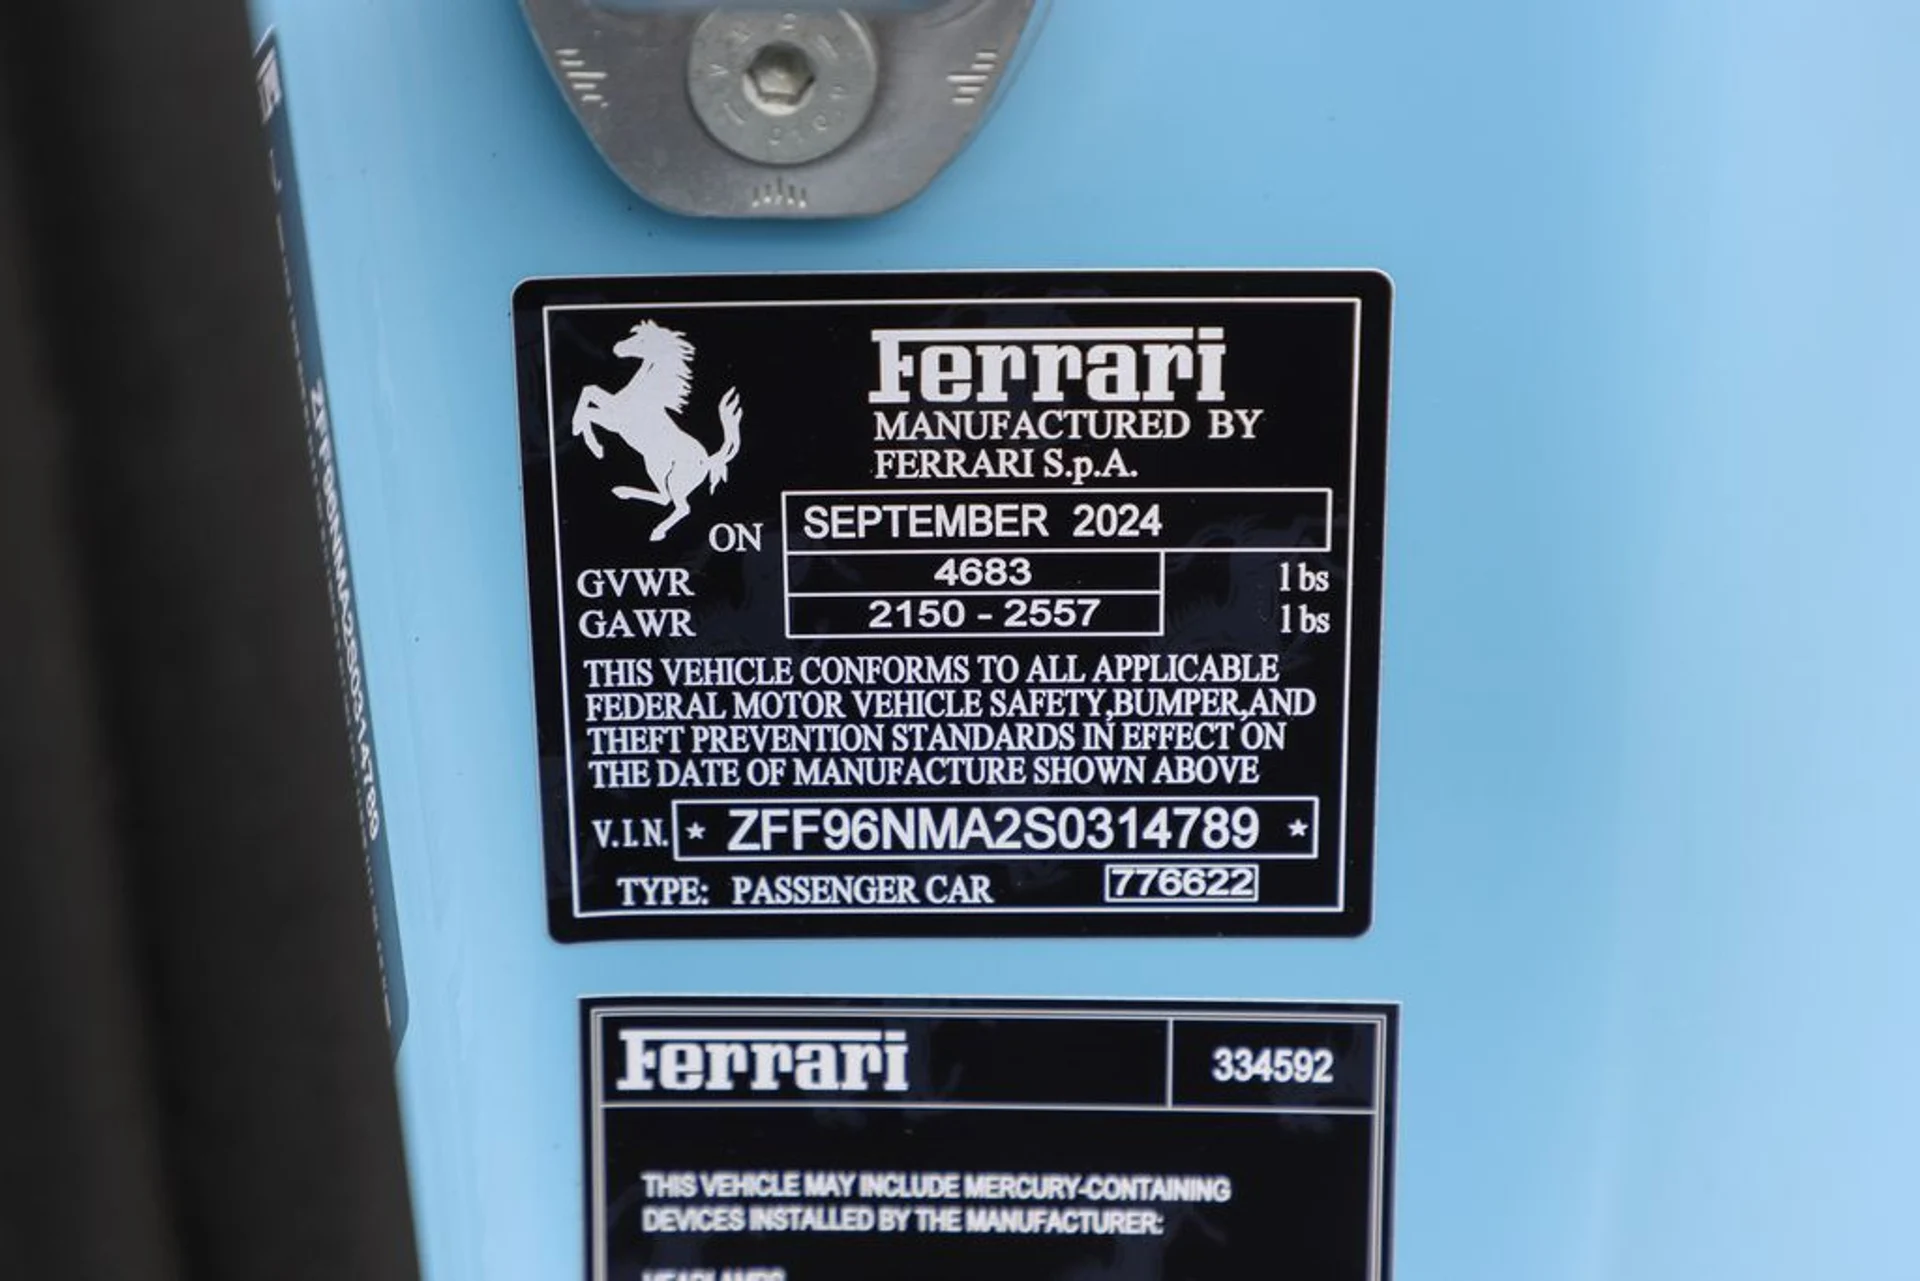 Ferrari
MANUFACTURED BY
FERRARI S.p.A.
ON SEPTEMBER 2024
GVWR 4683 lbs
GAWR 2150 - 2557 lbs
THIS VEHICLE CONFORMS TO ALL APPLICABLE
FEDERAL MOTOR VEHICLE SAFETY,BUMPER,AND
THEFT PREVENTION STANDARDS IN EFFECT ON
THE DATE OF MANUFACTURE SHOWN ABOVE
V.I.N. * ZFF96NMA2S0314789 *
TYPE: PASSENGER CAR 776622
Ferrari 334592
THIS VEHICLE MAY INCLUDE MERCURY-CONTAINING
DEVICES INSTALLED BY THE MANUFACTURER:
ZFF96NMA2S0314789